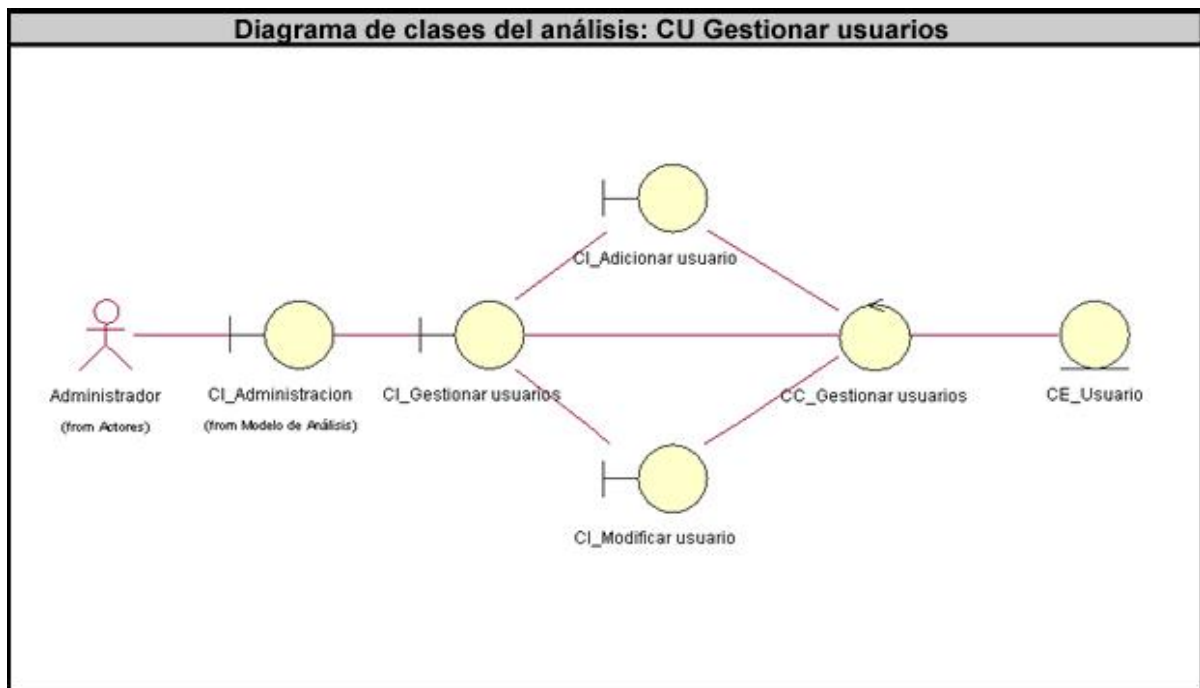 Diagrama de clases del análisis: CU Gestionar usuarios
CI_Adicionar usuario
Administrador
(from Actores)
CI_Administracion
(from Modelo de Análisis)
CI_Gestionar usuarios
CC_Gestionar usuarios
CE_Usuario
CI_Modificar usuario